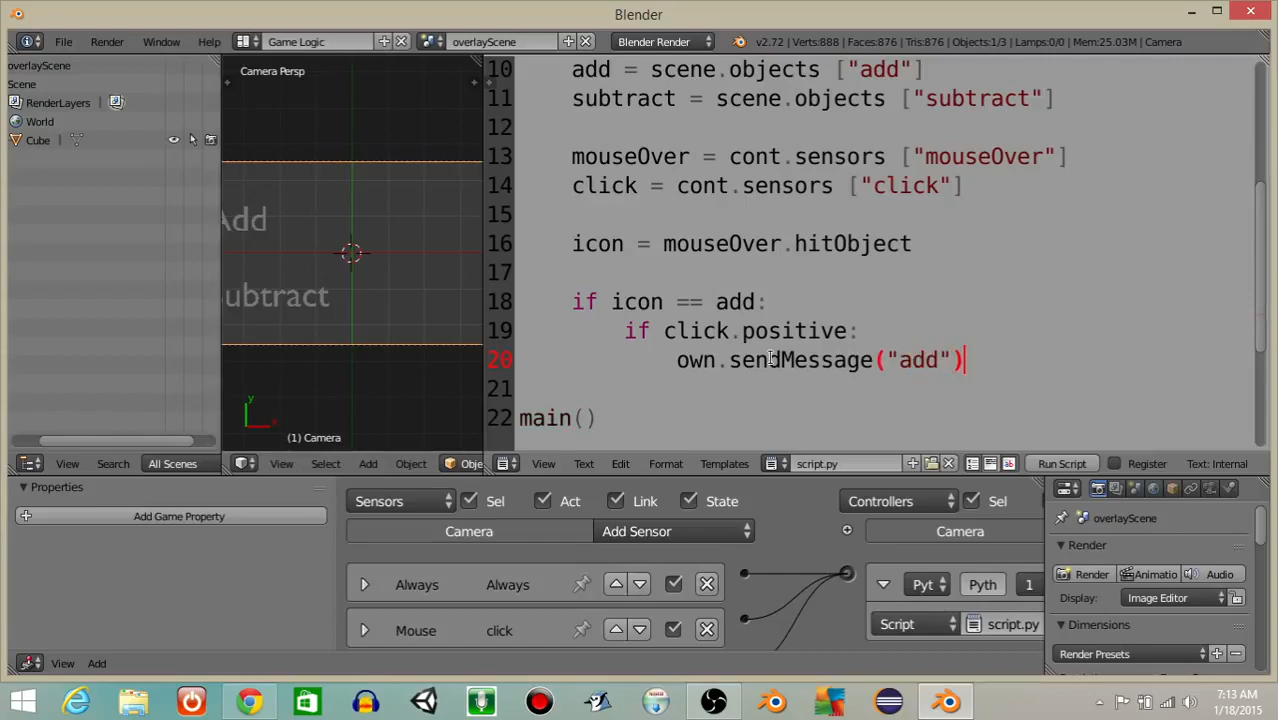 Blender
File Render Window Help Game Logic overlayScene Blender Render v2.72 | Verts:888 | Faces:876 | Tris:876 | Objects:1/3 | Lamps:0/0 | Mem:25.03M | Camera
overlayScene
Scene
RenderLayers
World
Cube
Camera Persp
Add
ubtract
y
x
(1) Camera
10 add = scene.objects ["add"]
11 subtract = scene.objects ["subtract"]
12
13 mouseOver = cont.sensors ["mouseOver"]
14 click = cont.sensors ["click"]
15
16 icon = mouseOver.hitObject
17
18 if icon == add:
19 if click.positive:
20 own.sendMessage("add")
21
22 main()
View Search All Scenes View Select Add Object Obje View Text Edit Format Templates script.py Run Script Register Text: Internal
Properties
Add Game Property
Sensors Sel Act Link State Controllers Sel
Camera Add Sensor Camera
Always Always Pyt Pyth 1
Mouse click Script script.py
overlayScene
Render
Render Animatio Audio
Display: Image Editor
Dimensions
Render Presets
View Add
7:13 AM
1/18/2015